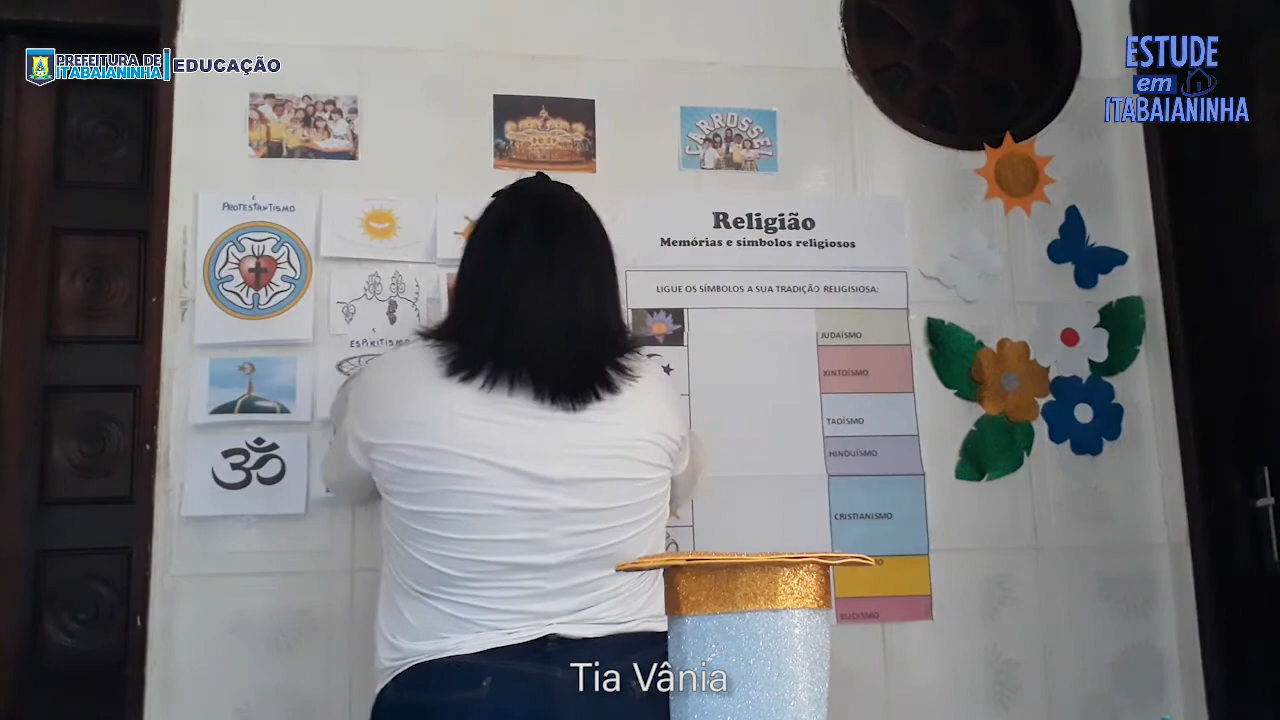 PREFEITURA DE
ITABAIANINHA
EDUCAÇÃO
ESTUDE
em
ITABAIANINHA
CARROSSEL
PROTESTANTISMO
ESPIRITISMO
Religião
Memórias e símbolos religiosos
LIGUE OS SÍMBOLOS A SUA TRADIÇÃO RELIGISIOSA:
JUDAÍSMO
XINTOÍSMO
TAOÍSMO
HINDUÍSMO
CRISTIANISMO
BUDISMO
Tia Vânia